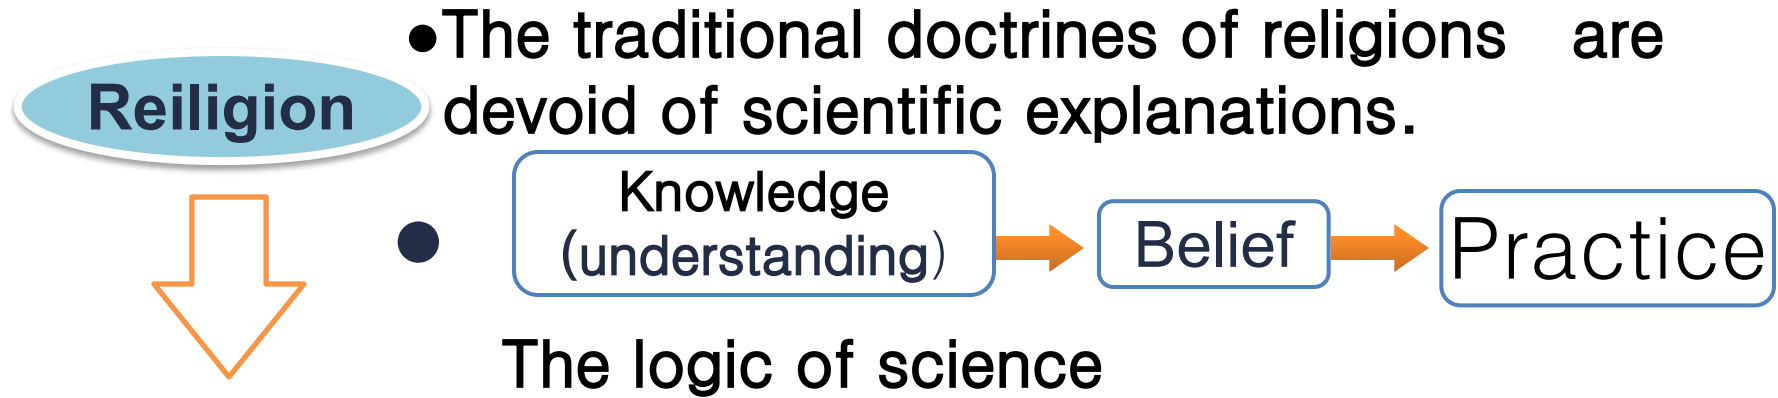 Reiligion
●The traditional doctrines of religions are
devoid of scientific explanations.
● Knowledge
(understanding)
Belief
Practice
The logic of science